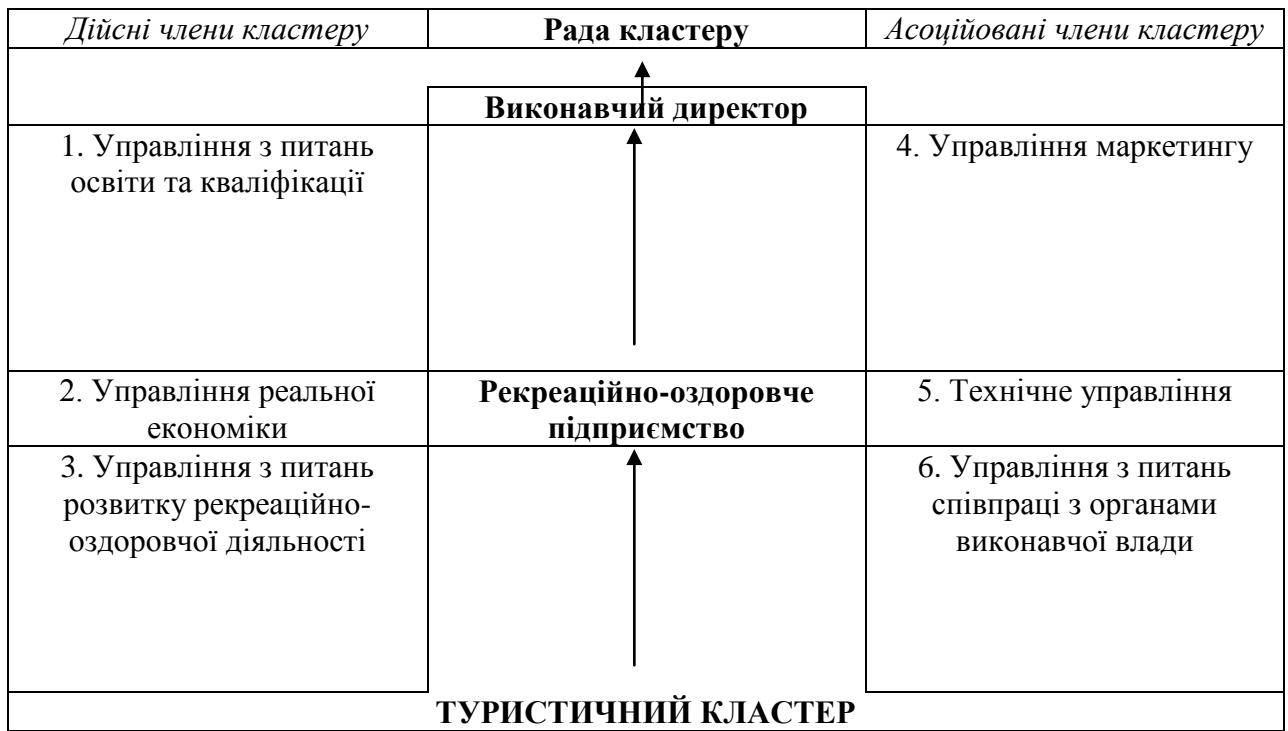 Дійсні члени кластеру
Рада кластеру
Асоційовані члени кластеру
Виконавчий директор
1. Управління з питань
освіти та кваліфікації
4. Управління маркетингу
2. Управління реальної
економіки
Рекреаційно-оздоровче
підприємство
5. Технічне управління
3. Управління з питань
розвитку рекреаційно-
оздоровчої діяльності
6. Управління з питань
співпраці з органами
виконавчої влади
ТУРИСТИЧНИЙ КЛАСТЕР